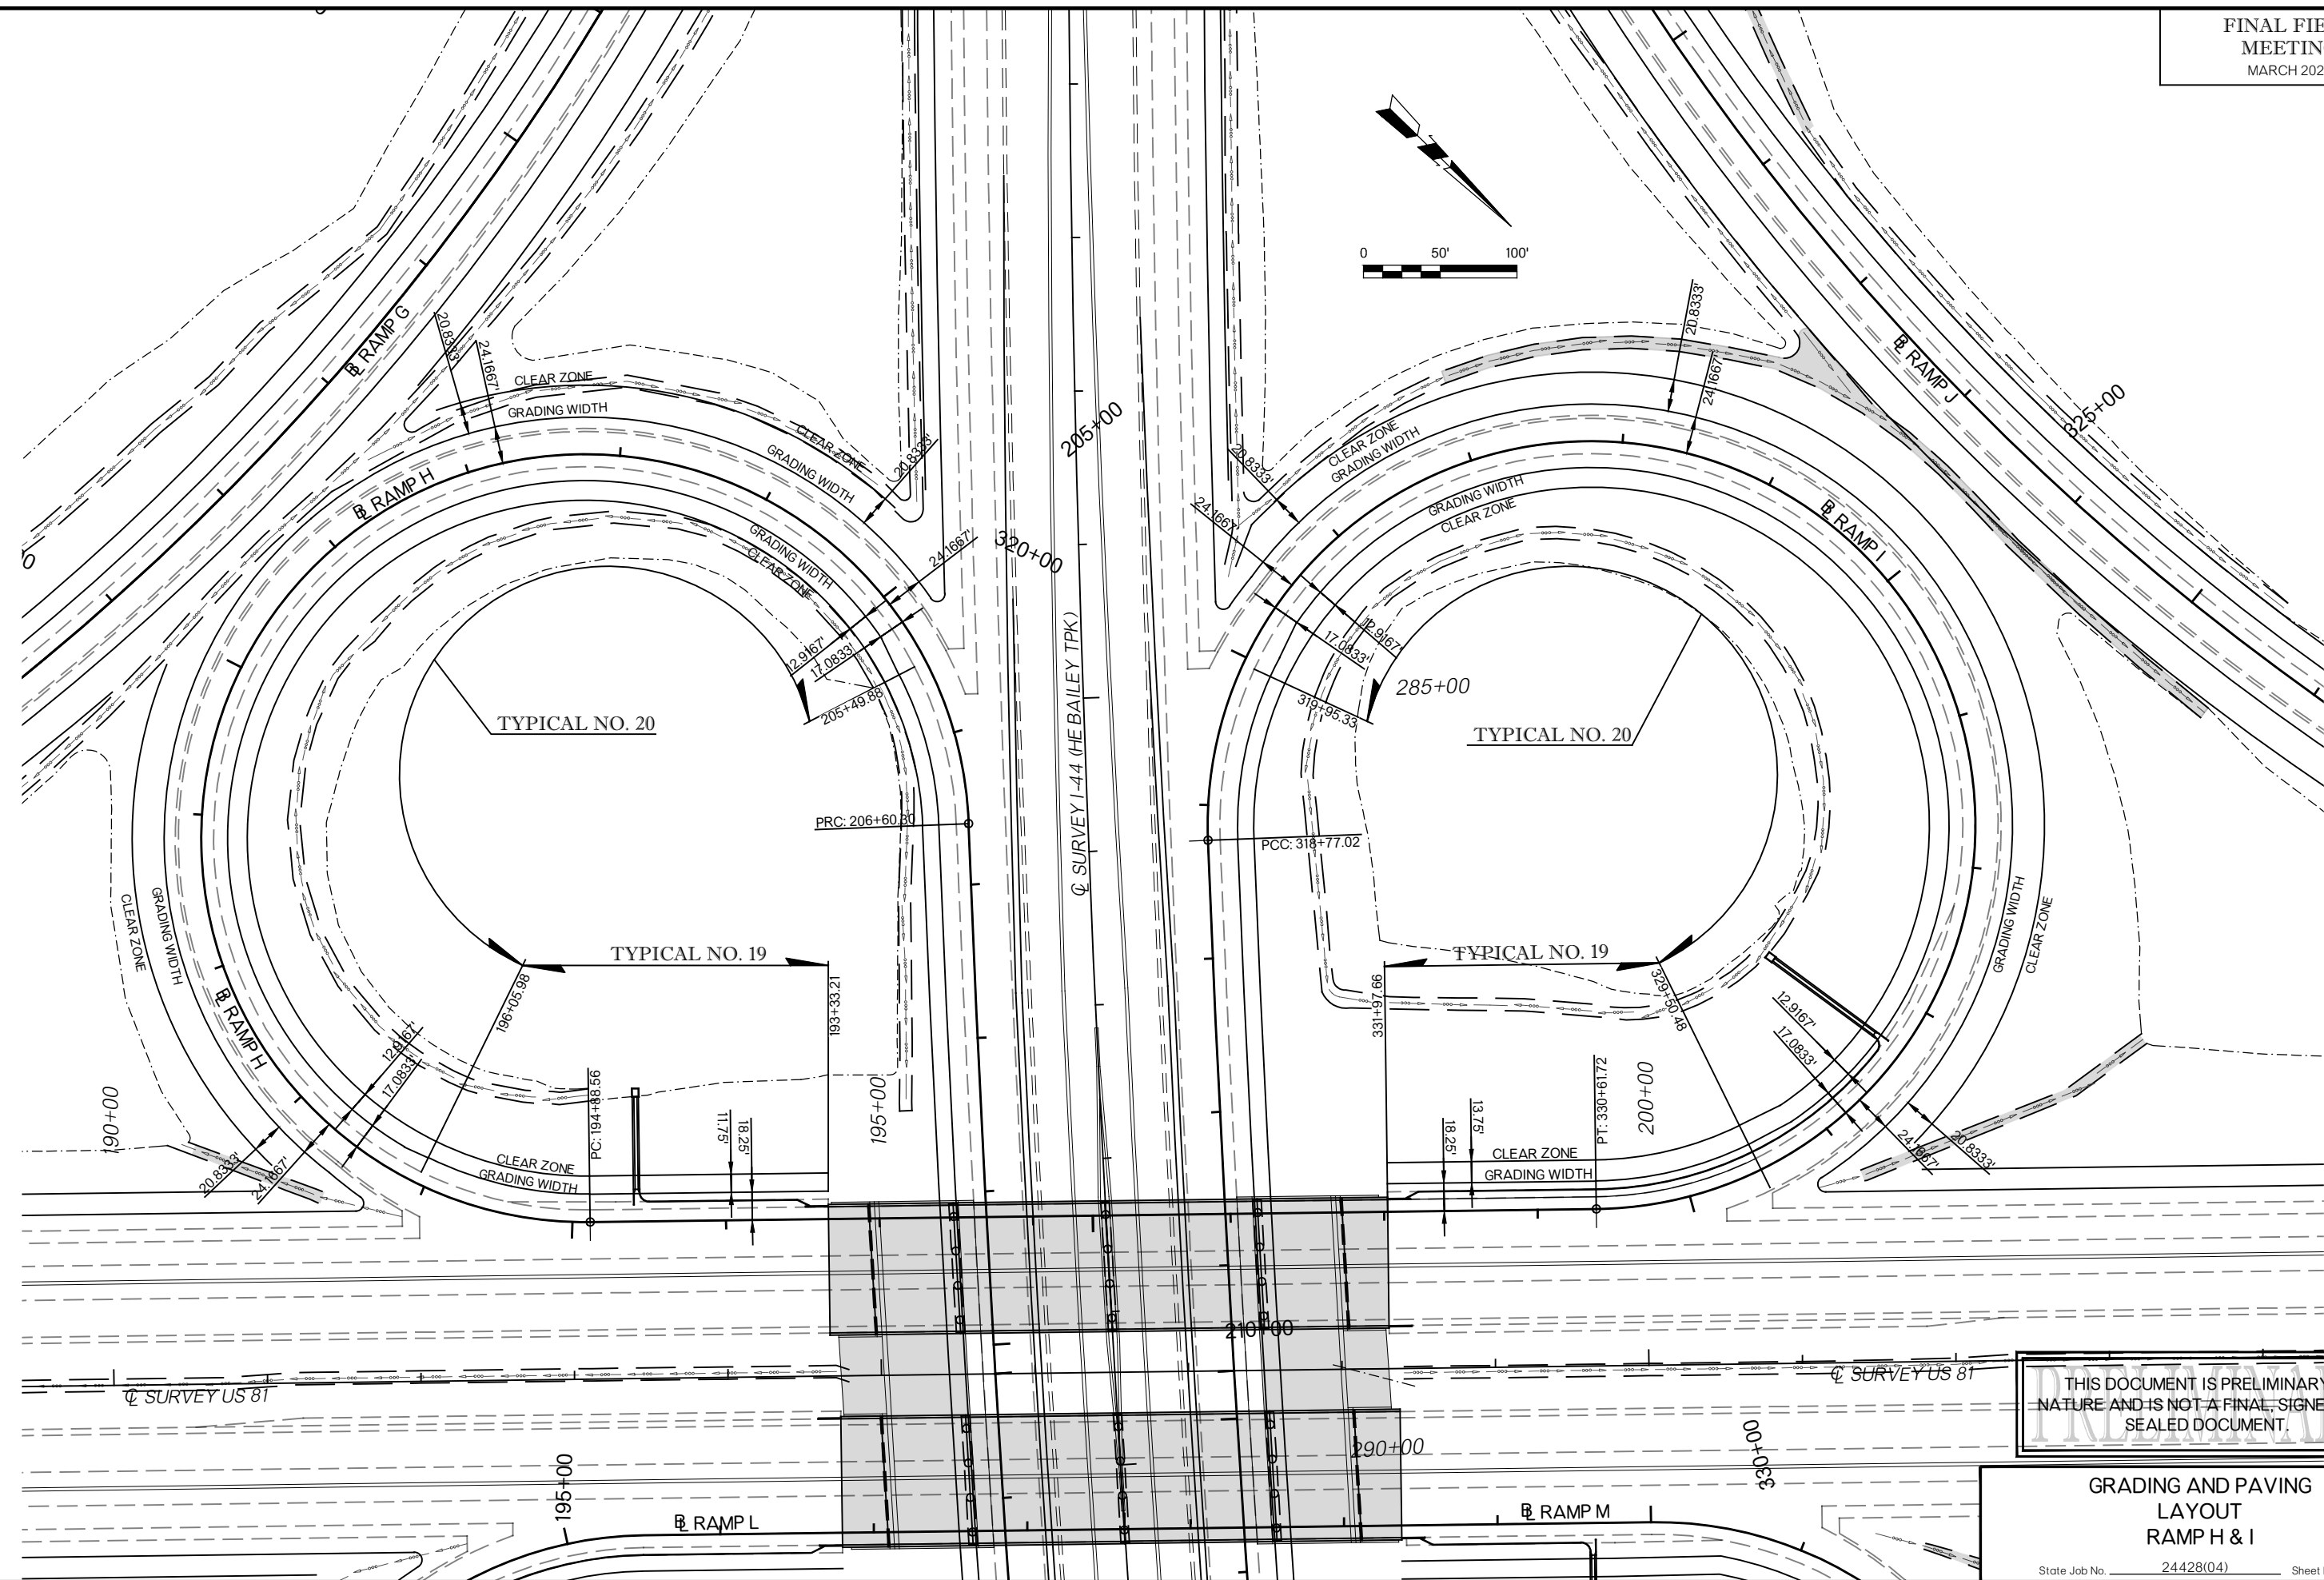 FINAL FIE
MEETIN
MARCH 202
0 50' 100'
B/L RAMP G
20.8333'
24.1667'
CLEAR ZONE
GRADING WIDTH
CLEAR ZONE
GRADING WIDTH
20.8333'
B/L RAMP H
GRADING WIDTH
CLEAR ZONE
24.1667'
12.9167'
17.0833'
205+49.88
205+00
320+00
℄ SURVEY I-44 (HE BAILEY TPK)
20.8333'
24.1667'
CLEAR ZONE
GRADING WIDTH
GRADING WIDTH
CLEAR ZONE
20.8333'
24.1667'
B/L RAMP J
325+00
B/L RAMP I
12.9167'
17.0833'
319+95.33
285+00
TYPICAL NO. 20
TYPICAL NO. 20
PRC: 206+60.30
PCC: 318+77.02
CLEAR ZONE
GRADING WIDTH
GRADING WIDTH
CLEAR ZONE
TYPICAL NO. 19
TYPICAL NO. 19
196+05.98
193+33.21
331+97.66
329+50.48
B/L RAMP H
12.9167'
17.0833'
12.9167'
17.0833'
190+00
PC: 194+88.56
195+00
PT: 330+61.72
200+00
11.75'
18.25'
18.25'
13.75'
CLEAR ZONE
GRADING WIDTH
CLEAR ZONE
GRADING WIDTH
20.8333'
24.1667'
24.1667'
20.8333'
210+00
℄ SURVEY US 81
℄ SURVEY US 81
290+00
195+00
330+00
B/L RAMP L
B/L RAMP M
PRELIMINA
THIS DOCUMENT IS PRELIMINARY
NATURE AND IS NOT A FINAL, SIGNE
SEALED DOCUMENT.
GRADING AND PAVING
LAYOUT
RAMP H & I
State Job No. 24428(04) Sheet